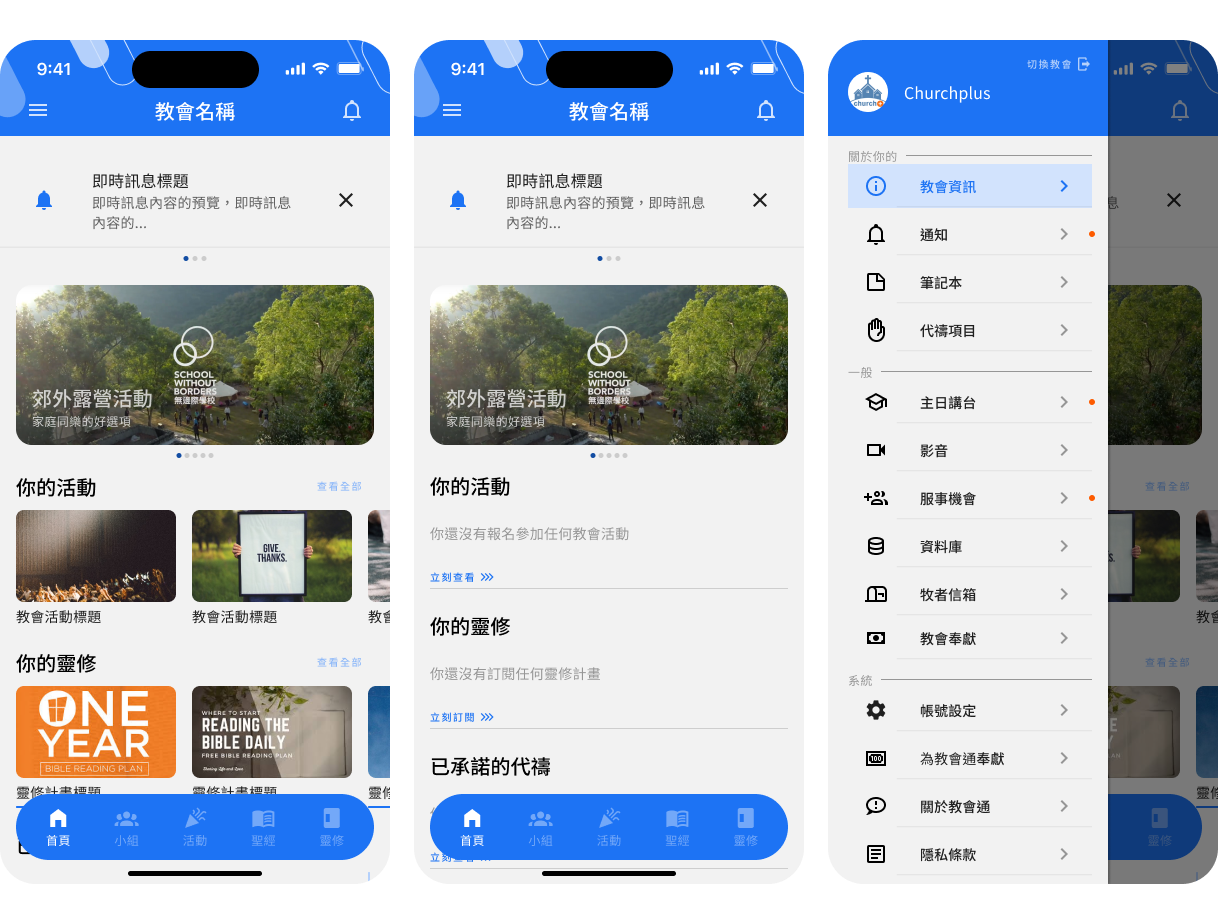 9:41
教會名稱
即時訊息標題
即時訊息內容的預覽，即時訊息
內容的...
SCHOOL
WITHOUT
BORDERS
無邊際學校
郊外露營活動
家庭同樂的好選項
你的活動
查看全部
GIVE.
THANKS.
教會活動標題
教會活動標題
教會
你的靈修
查看全部
ONE
YEAR
BIBLE READING PLAN
WHERE TO START
READING THE
BIBLE DAILY
FREE BIBLE READING PLAN
Sharing Life and Love
靈修計畫標題
靈修計畫標題
靈修
首頁
小組
活動
聖經
靈修
9:41
教會名稱
即時訊息標題
即時訊息內容的預覽，即時訊息
內容的...
SCHOOL
WITHOUT
BORDERS
無邊際學校
郊外露營活動
家庭同樂的好選項
你的活動
你還沒有報名參加任何教會活動
立刻查看
你的靈修
你還沒有訂閱任何靈修計畫
立刻訂閱
已承諾的代禱
立刻查看
首頁
小組
活動
聖經
靈修
切換教會
church+
Churchplus
關於你的
教會資訊
通知
筆記本
代禱項目
一般
主日講台
影音
服事機會
資料庫
牧者信箱
教會奉獻
系統
帳號設定
100
為教會通奉獻
關於教會通
隱私條款
息
查看全部
教會
查看全部
靈修
靈修